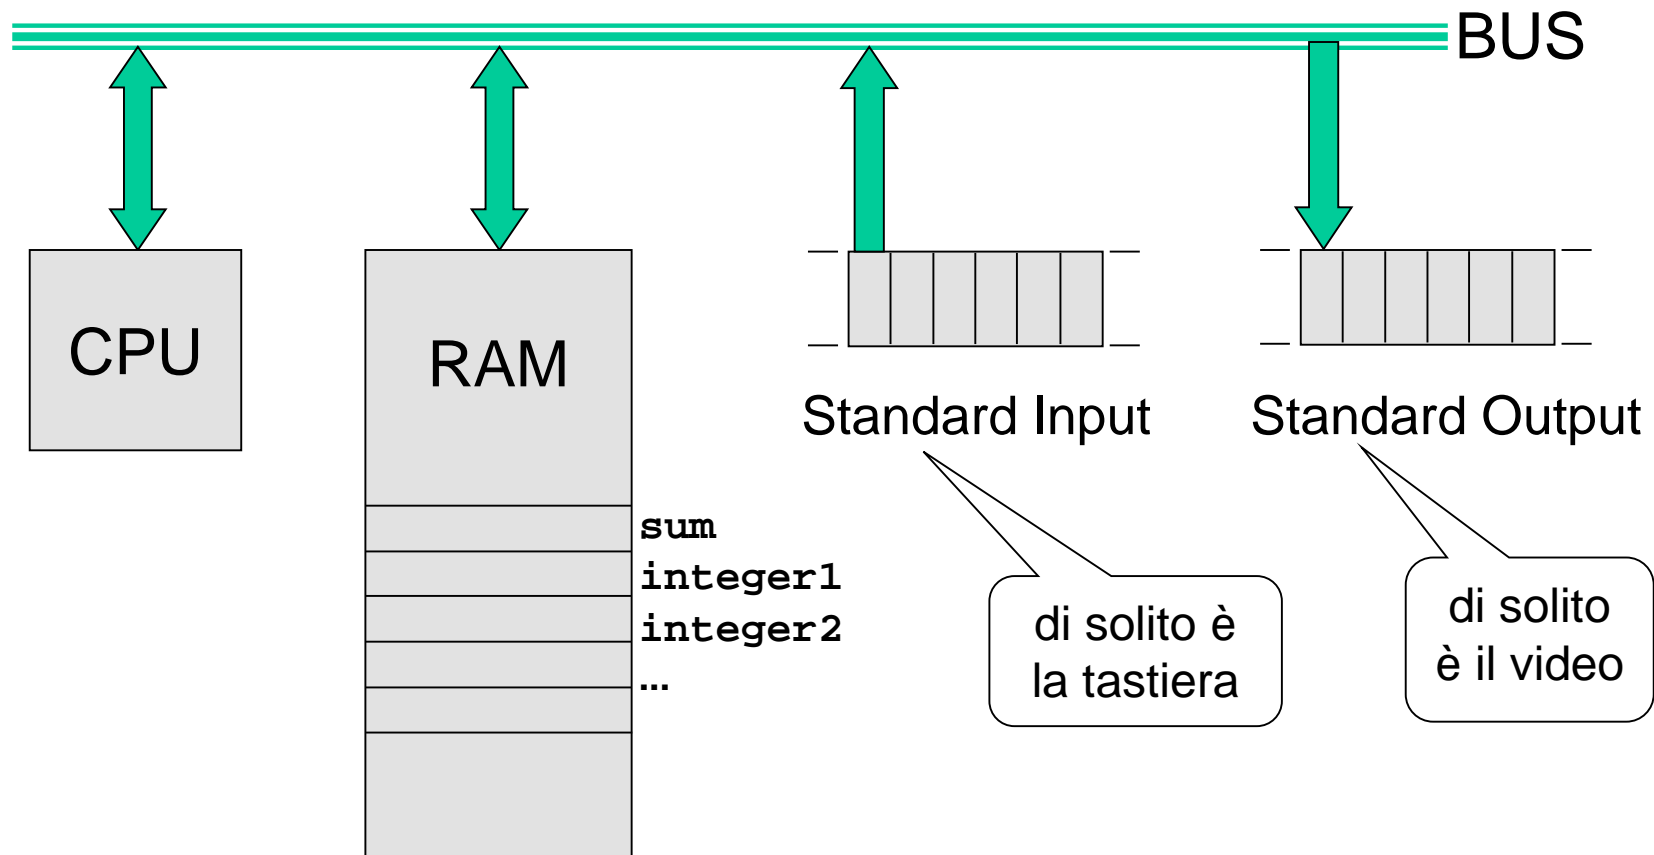 BUS
CPU
RAM
Standard Input
Standard Output
sum
integer1
integer2
...
di solito è
la tastiera
di solito
è il video